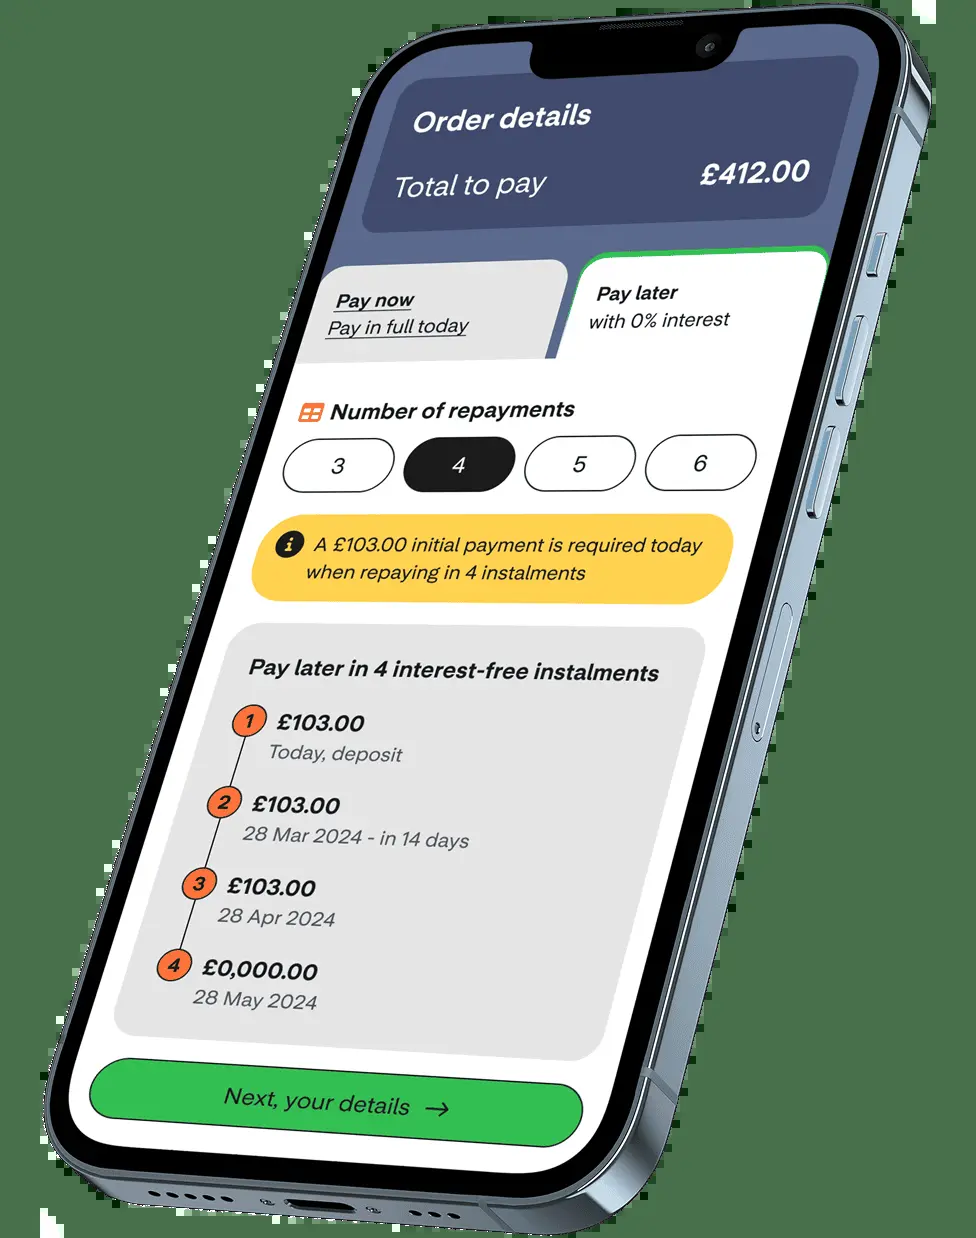 Order details
Total to pay £412.00
Pay now
Pay in full today
Pay later
with 0% interest
Number of repayments
3 4 5 6
i A £103.00 initial payment is required today
when repaying in 4 instalments
Pay later in 4 interest-free instalments
1 £103.00
Today, deposit
2 £103.00
28 Mar 2024 - in 14 days
3 £103.00
28 Apr 2024
4 £0,000.00
28 May 2024
Next, your details →